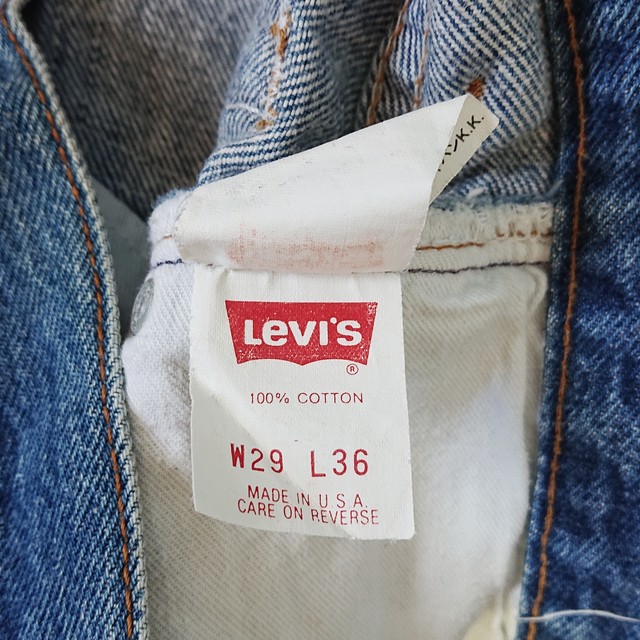 K.K.
LEVI'S
®
100% COTTON
W29 L36
MADE IN U.S.A.
CARE ON REVERSE